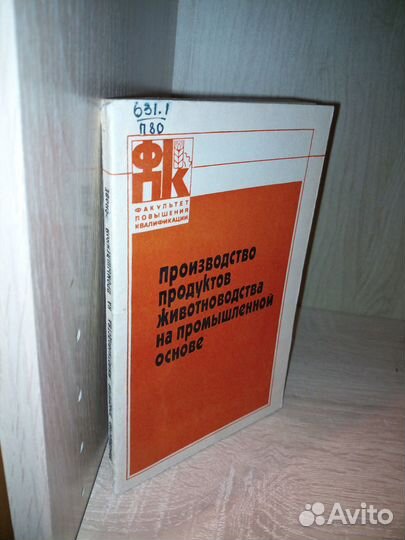 631.1
П80
ФПК
ФАКУЛЬТЕТ
ПОВЫШЕНИЯ
КВАЛИФИКАЦИИ
Производство
продуктов
животноводства
на промышленной
основе
Avito